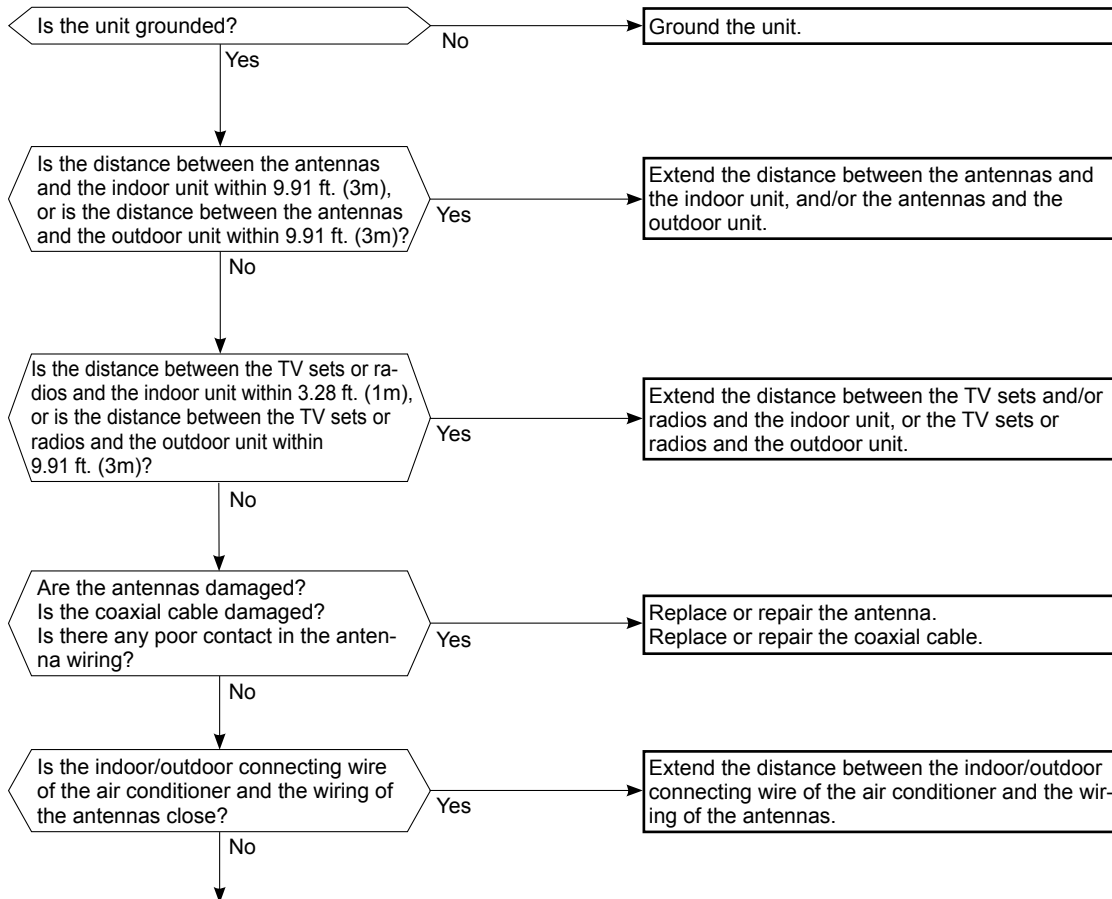 Is the unit grounded?
No
Ground the unit.
Yes
Is the distance between the antennas
and the indoor unit within 9.91 ft. (3m),
or is the distance between the antennas
and the outdoor unit within 9.91 ft. (3m)?
Yes
Extend the distance between the antennas and
the indoor unit, and/or the antennas and the
outdoor unit.
No
Is the distance between the TV sets or ra-
dios and the indoor unit within 3.28 ft. (1m),
or is the distance between the TV sets or
radios and the outdoor unit within
9.91 ft. (3m)?
Yes
Extend the distance between the TV sets and/or
radios and the indoor unit, or the TV sets or
radios and the outdoor unit.
No
Are the antennas damaged?
Is the coaxial cable damaged?
Is there any poor contact in the anten-
na wiring?
Yes
Replace or repair the antenna.
Replace or repair the coaxial cable.
No
Is the indoor/outdoor connecting wire
of the air conditioner and the wiring of
the antennas close?
Yes
Extend the distance between the indoor/outdoor
connecting wire of the air conditioner and the wir-
ing of the antennas.
No